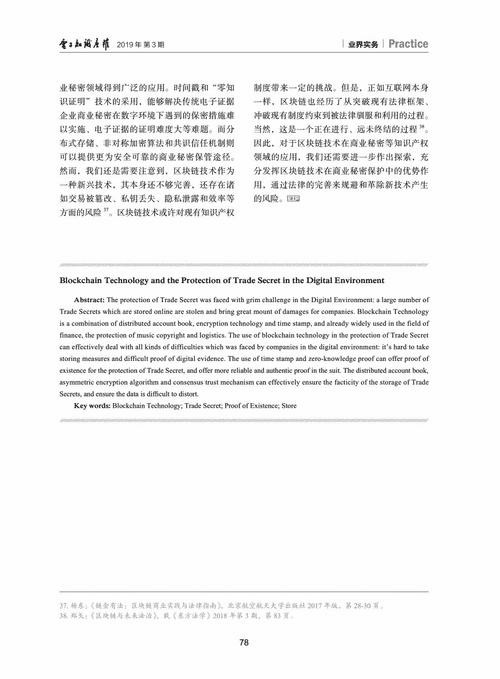 电子知识产权 2019 年第 3 期
业界实务 Practice
业秘密领域得到广泛的应用。时间戳和“零知
识证明”技术的采用，能够解决传统电子证据
企业商业秘密在数字环境下遇到的保密措施难
以实施、电子证据的证明难度大等难题。而分
布式存储、非对称加密算法和共识信任机制则
可以提供更为安全可靠的商业秘密保管途径。
然而，我们还是需要注意到，区块链技术作为
一种新兴技术，其本身还不够完善，还存在诸
如交易被篡改、私钥丢失、隐私泄露和效率等
方面的风险 37。区块链技术或许对现有知识产权
制度带来一定的挑战。但是，正如互联网本身
一样，区块链也经历了从突破现有法律框架、
冲破现有制度约束到被法律驯服和利用的过程。
当然，这是一个正在进行、远未终结的过程 38。
因此，对于区块链技术在商业秘密等知识产权
领域的应用，我们还需要进一步作出探索，充
分发挥区块链技术在商业秘密保护中的优势作
用，通过法律的完善来规避和革除新技术产生
的风险。
Blockchain Technology and the Protection of Trade Secret in the Digital Environment
Abstract: The protection of Trade Secret was faced with grim challenge in the Digital Environment: a large number of
Trade Secrets which are stored online are stolen and bring great mount of damages for companies. Blockchain Technology
is a combination of distributed account book, encryption technology and time stamp, and already widely used in the field of
finance, the protection of music copyright and logistics. The use of blockchain technology in the protection of Trade Secret
can effectively deal with all kinds of difficulties which was faced by companies in the digital environment: it's hard to take
storing measures and difficult proof of digital evidence. The use of time stamp and zero-knowledge proof can offer proof of
existence for the protection of Trade Secret, and offer more reliable and authentic proof in the suit. The distributed account book,
asymmetric encryption algorithm and consensus trust mechanism can effectively ensure the facticity of the storage of Trade
Secrets, and ensure the data is difficult to distort.
Key words: Blockchain Technology; Trade Secret; Proof of Existence; Store
37. 杨东：《链金有法：区块链商业实践与法律指南》，北京航空航天大学出版社 2017 年版，第 28-30 页。
38. 郑戈：《区块链与未来法治》，载《东方法学》2018 年第 3 期，第 83 页。
78